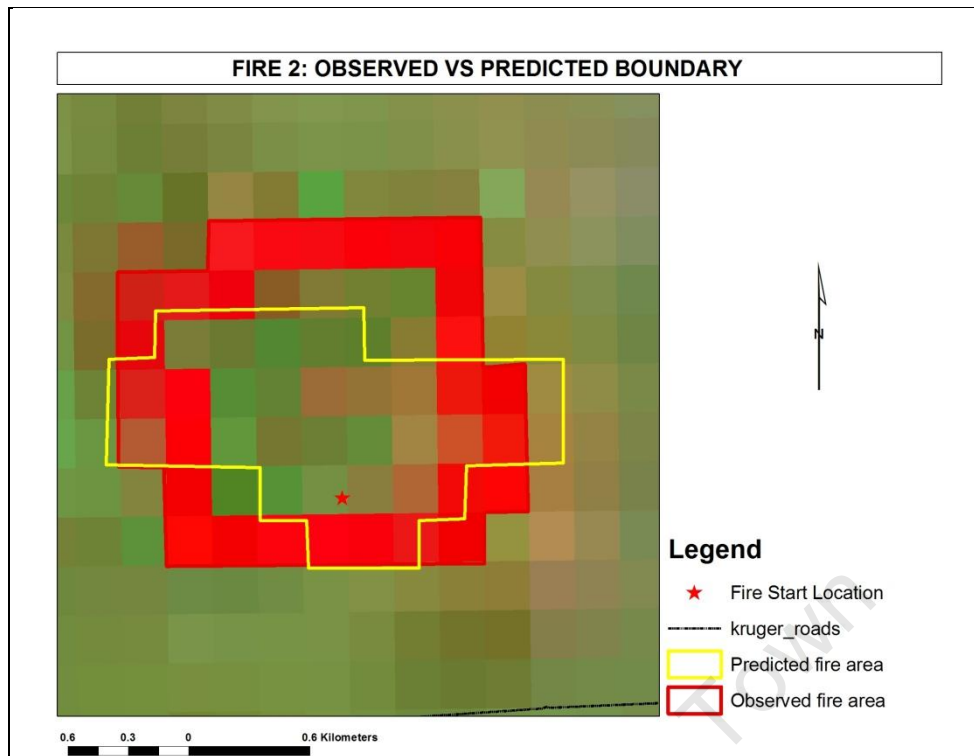 FIRE 2: OBSERVED VS PREDICTED BOUNDARY
N
Legend
Fire Start Location
kruger_roads
Predicted fire area
Observed fire area
Town
0.6 0.3 0 0.6 Kilometers